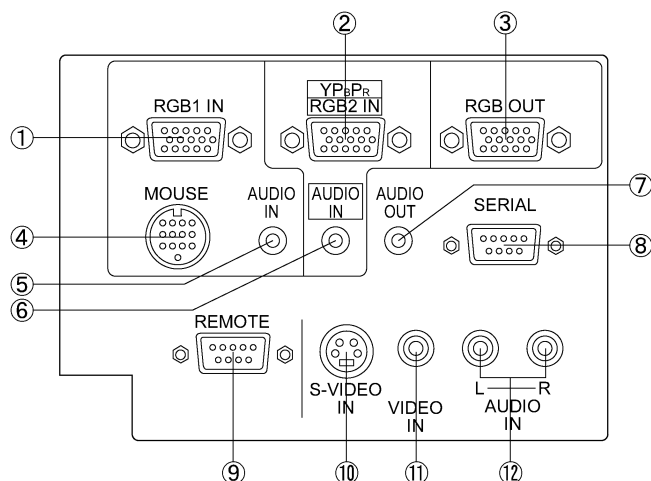 ② ③
YPBPR
RGB1 IN RGB2 IN RGB OUT
①
MOUSE AUDIO IN AUDIO IN AUDIO OUT SERIAL
④ ⑦
⑤ ⑧
⑥
REMOTE
S-VIDEO IN VIDEO IN L R AUDIO IN
⑨ ⑩ ⑪ ⑫